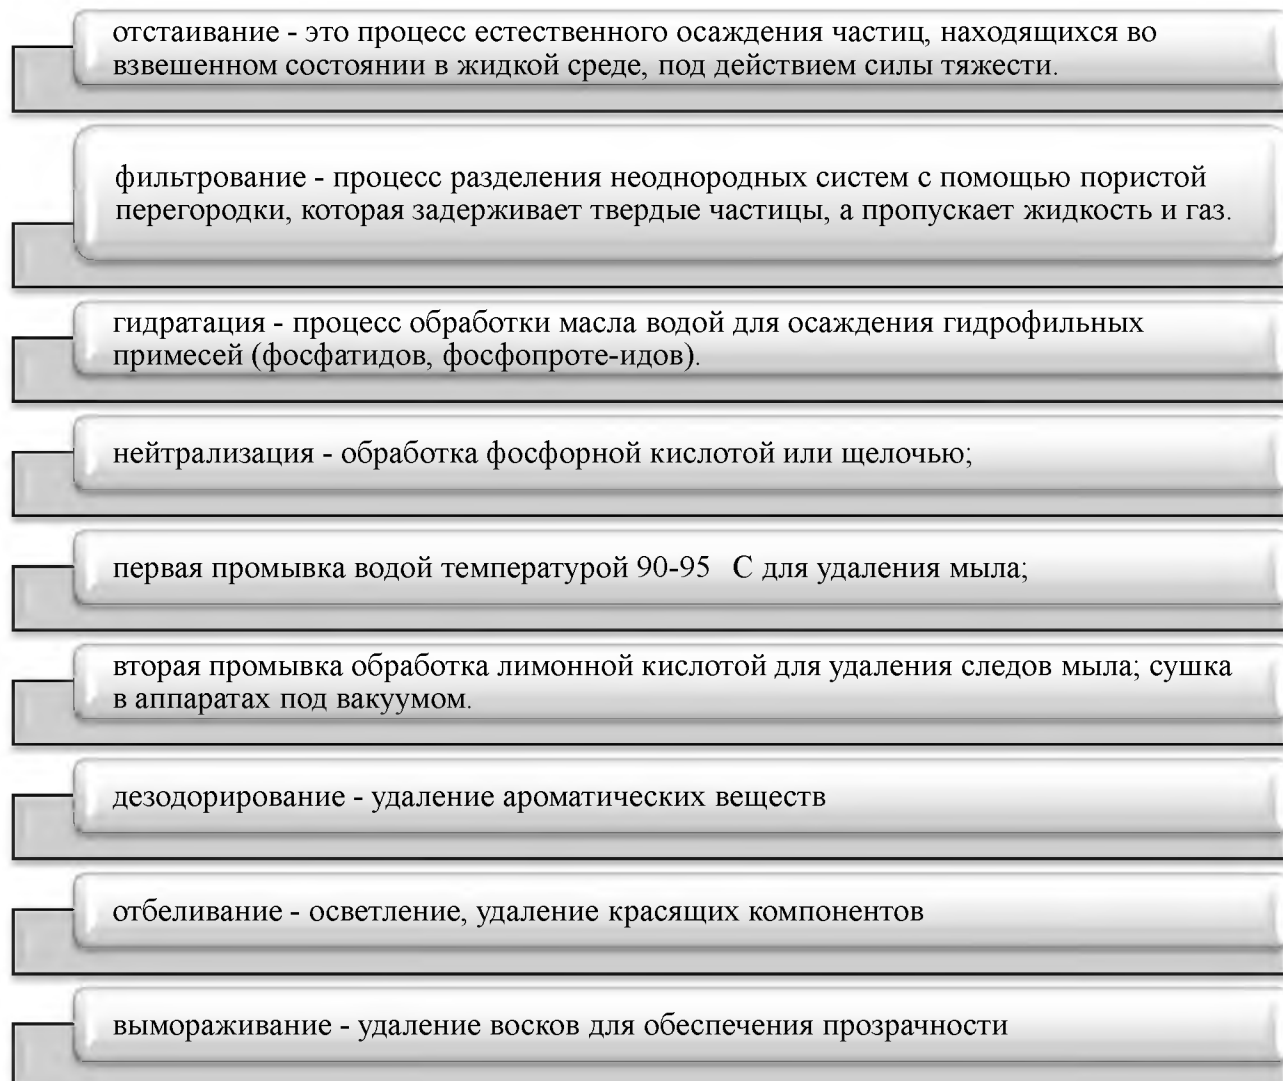 отстаивание - это процесс естественного осаждения частиц, находящихся во
взвешенном состоянии в жидкой среде, под действием силы тяжести.
фильтрование - процесс разделения неоднородных систем с помощью пористой
перегородки, которая задерживает твердые частицы, а пропускает жидкость и газ.
гидратация - процесс обработки масла водой для осаждения гидрофильных
примесей (фосфатидов, фосфопроте-идов).
нейтрализация - обработка фосфорной кислотой или щелочью;
первая промывка водой температурой 90-95 С для удаления мыла;
вторая промывка обработка лимонной кислотой для удаления следов мыла; сушка
в аппаратах под вакуумом.
дезодорирование - удаление ароматических веществ
отбеливание - осветление, удаление красящих компонентов
вымораживание - удаление восков для обеспечения прозрачности